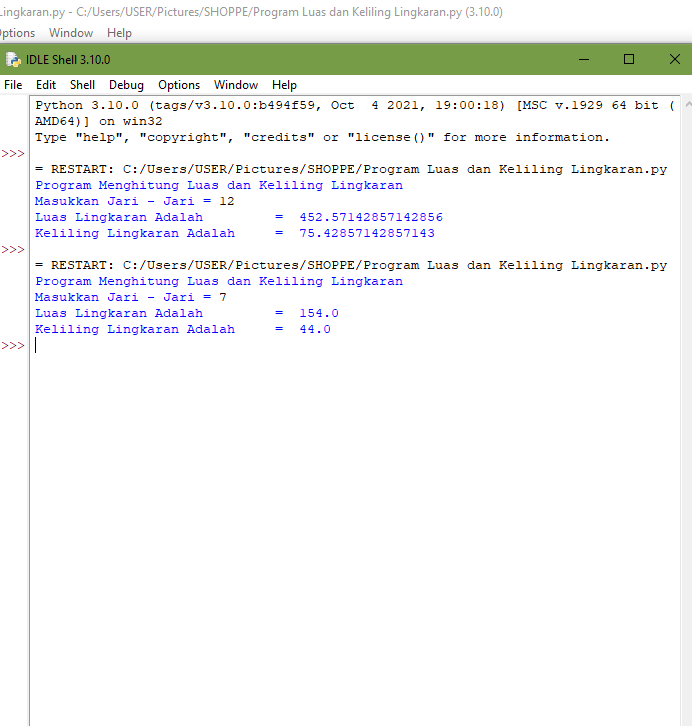 Lingkaran.py - C:/Users/USER/Pictures/SHOPPE/Program Luas dan Keliling Lingkaran.py (3.10.0)
Options Window Help
IDLE Shell 3.10.0
File Edit Shell Debug Options Window Help
Python 3.10.0 (tags/v3.10.0:b494f59, Oct  4 2021, 19:00:18) [MSC v.1929 64 bit (
AMD64)] on win32
Type "help", "copyright", "credits" or "license()" for more information.
>>>
= RESTART: C:/Users/USER/Pictures/SHOPPE/Program Luas dan Keliling Lingkaran.py
Program Menghitung Luas dan Keliling Lingkaran
Masukkan Jari - Jari = 12
Luas Lingkaran Adalah         =  452.57142857142856
Keliling Lingkaran Adalah     =  75.42857142857143
>>>
= RESTART: C:/Users/USER/Pictures/SHOPPE/Program Luas dan Keliling Lingkaran.py
Program Menghitung Luas dan Keliling Lingkaran
Masukkan Jari - Jari = 7
Luas Lingkaran Adalah         =  154.0
Keliling Lingkaran Adalah     =  44.0
>>>